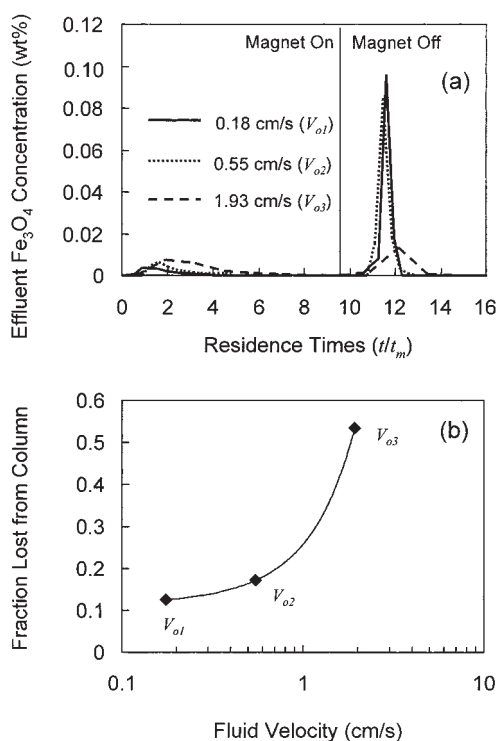 Effluent Fe3O4 Concentration (wt%)
0.12
0.10
0.08
0.06
0.04
0.02
0.00
Magnet On
Magnet Off
(a)
0.18 cm/s (Vo1)
0.55 cm/s (Vo2)
1.93 cm/s (Vo3)
0 2 4 6 8 10 12 14 16
Residence Times (t/tm)
Fraction Lost from Column
0.6
0.5
0.4
0.3
0.2
0.1
0
(b)
Vo3
Vo2
Vo1
0.1 1 10
Fluid Velocity (cm/s)